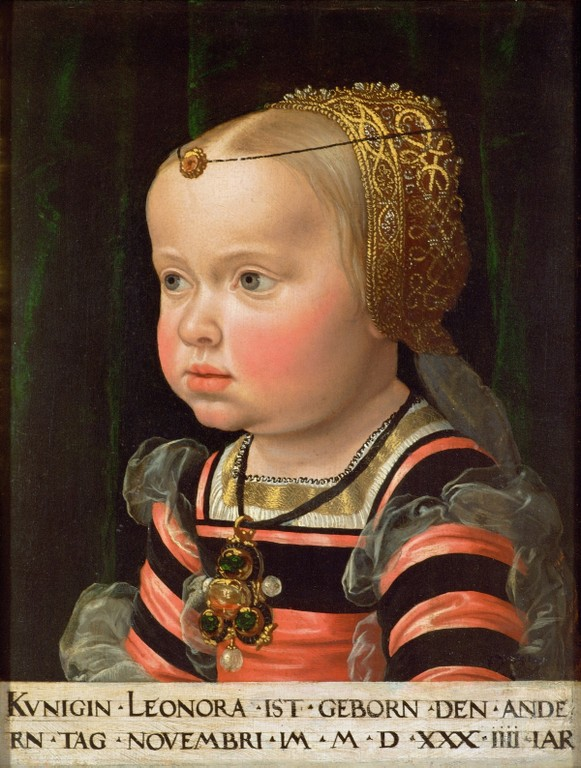 KVNIGIN · LEONORA · IST · GEBORN · DEN · ANDE
RN · TAG · NOVEMBRI · IM · M · D · XXX · IIII · IAR